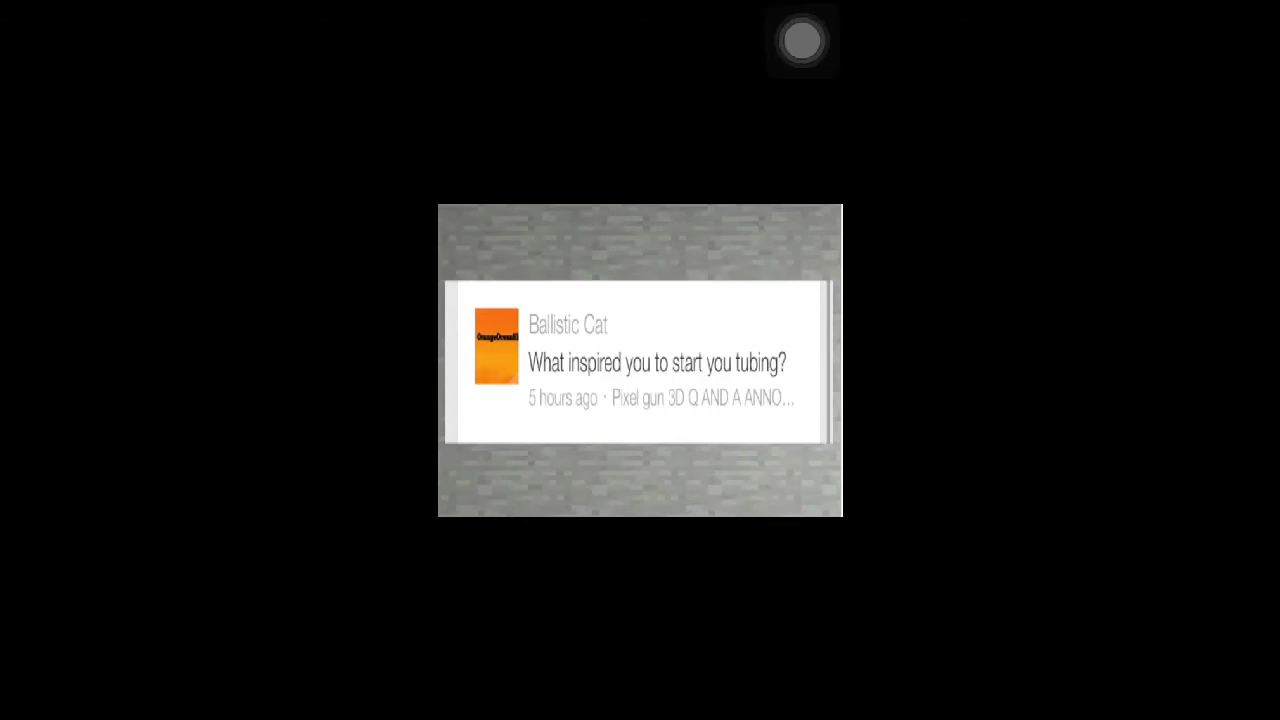 Ballistic Cat
What inspired you to start you tubing?
5 hours ago · Pixel gun 3D Q AND A ANNO...